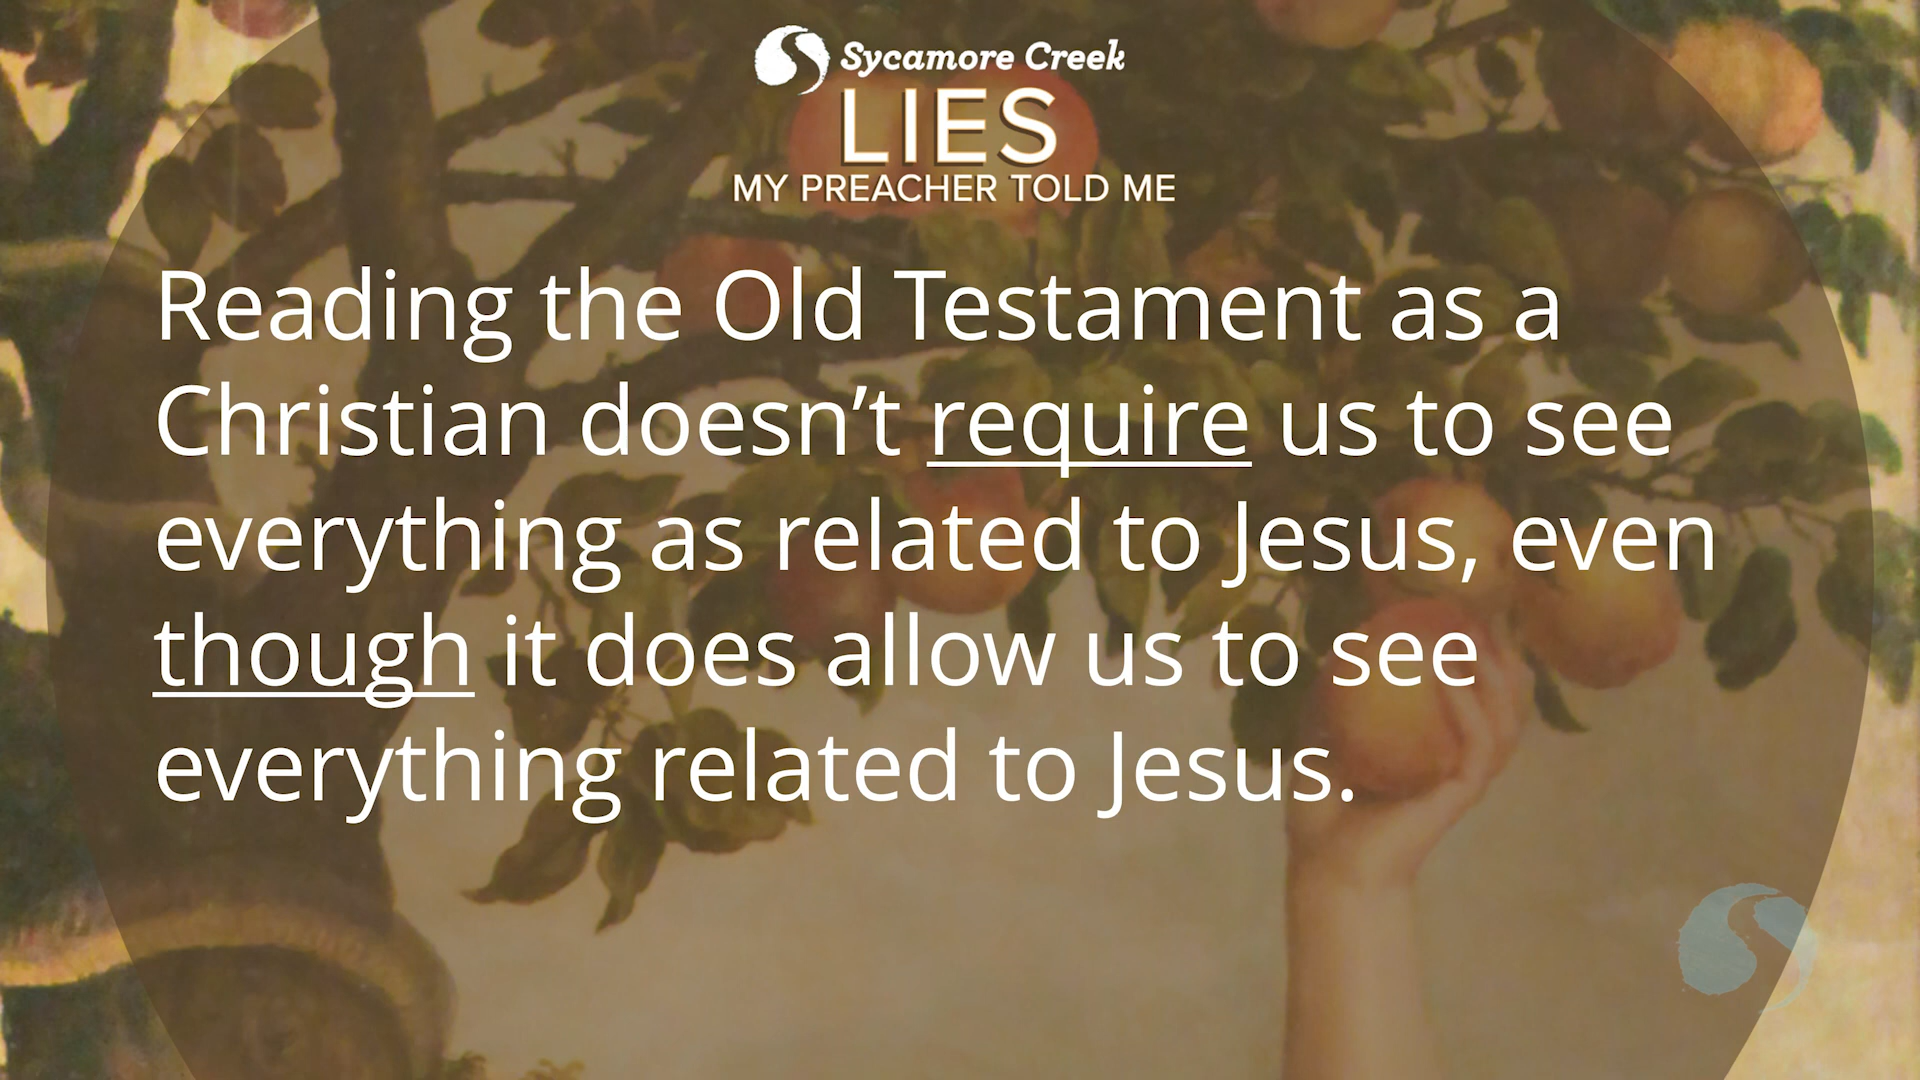 Sycamore Creek
LIES
MY PREACHER TOLD ME
Reading the Old Testament as a
Christian doesn’t require us to see
everything as related to Jesus, even
though it does allow us to see
everything related to Jesus.